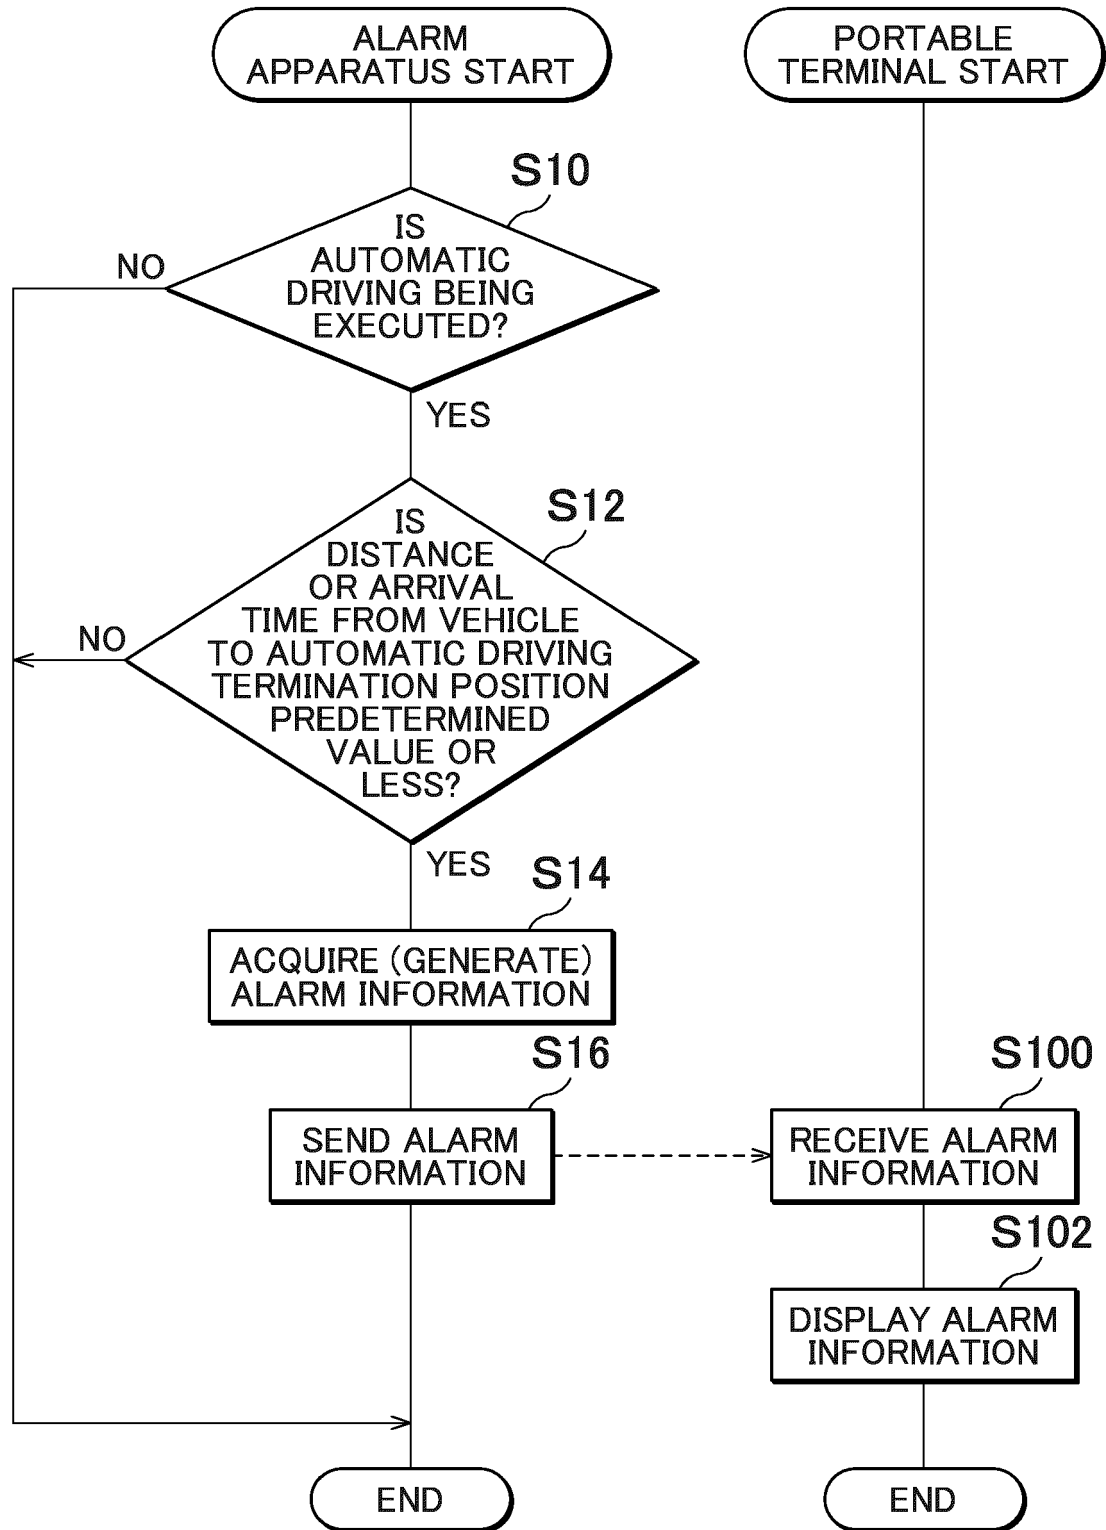 ALARM
APPARATUS START
PORTABLE
TERMINAL START
S10
IS
AUTOMATIC
DRIVING BEING
EXECUTED?
NO
YES
S12
IS
DISTANCE
OR ARRIVAL
TIME FROM VEHICLE
TO AUTOMATIC DRIVING
TERMINATION POSITION
PREDETERMINED
VALUE OR
LESS?
NO
YES
S14
ACQUIRE (GENERATE)
ALARM INFORMATION
S16
SEND ALARM
INFORMATION
S100
RECEIVE ALARM
INFORMATION
S102
DISPLAY ALARM
INFORMATION
END
END